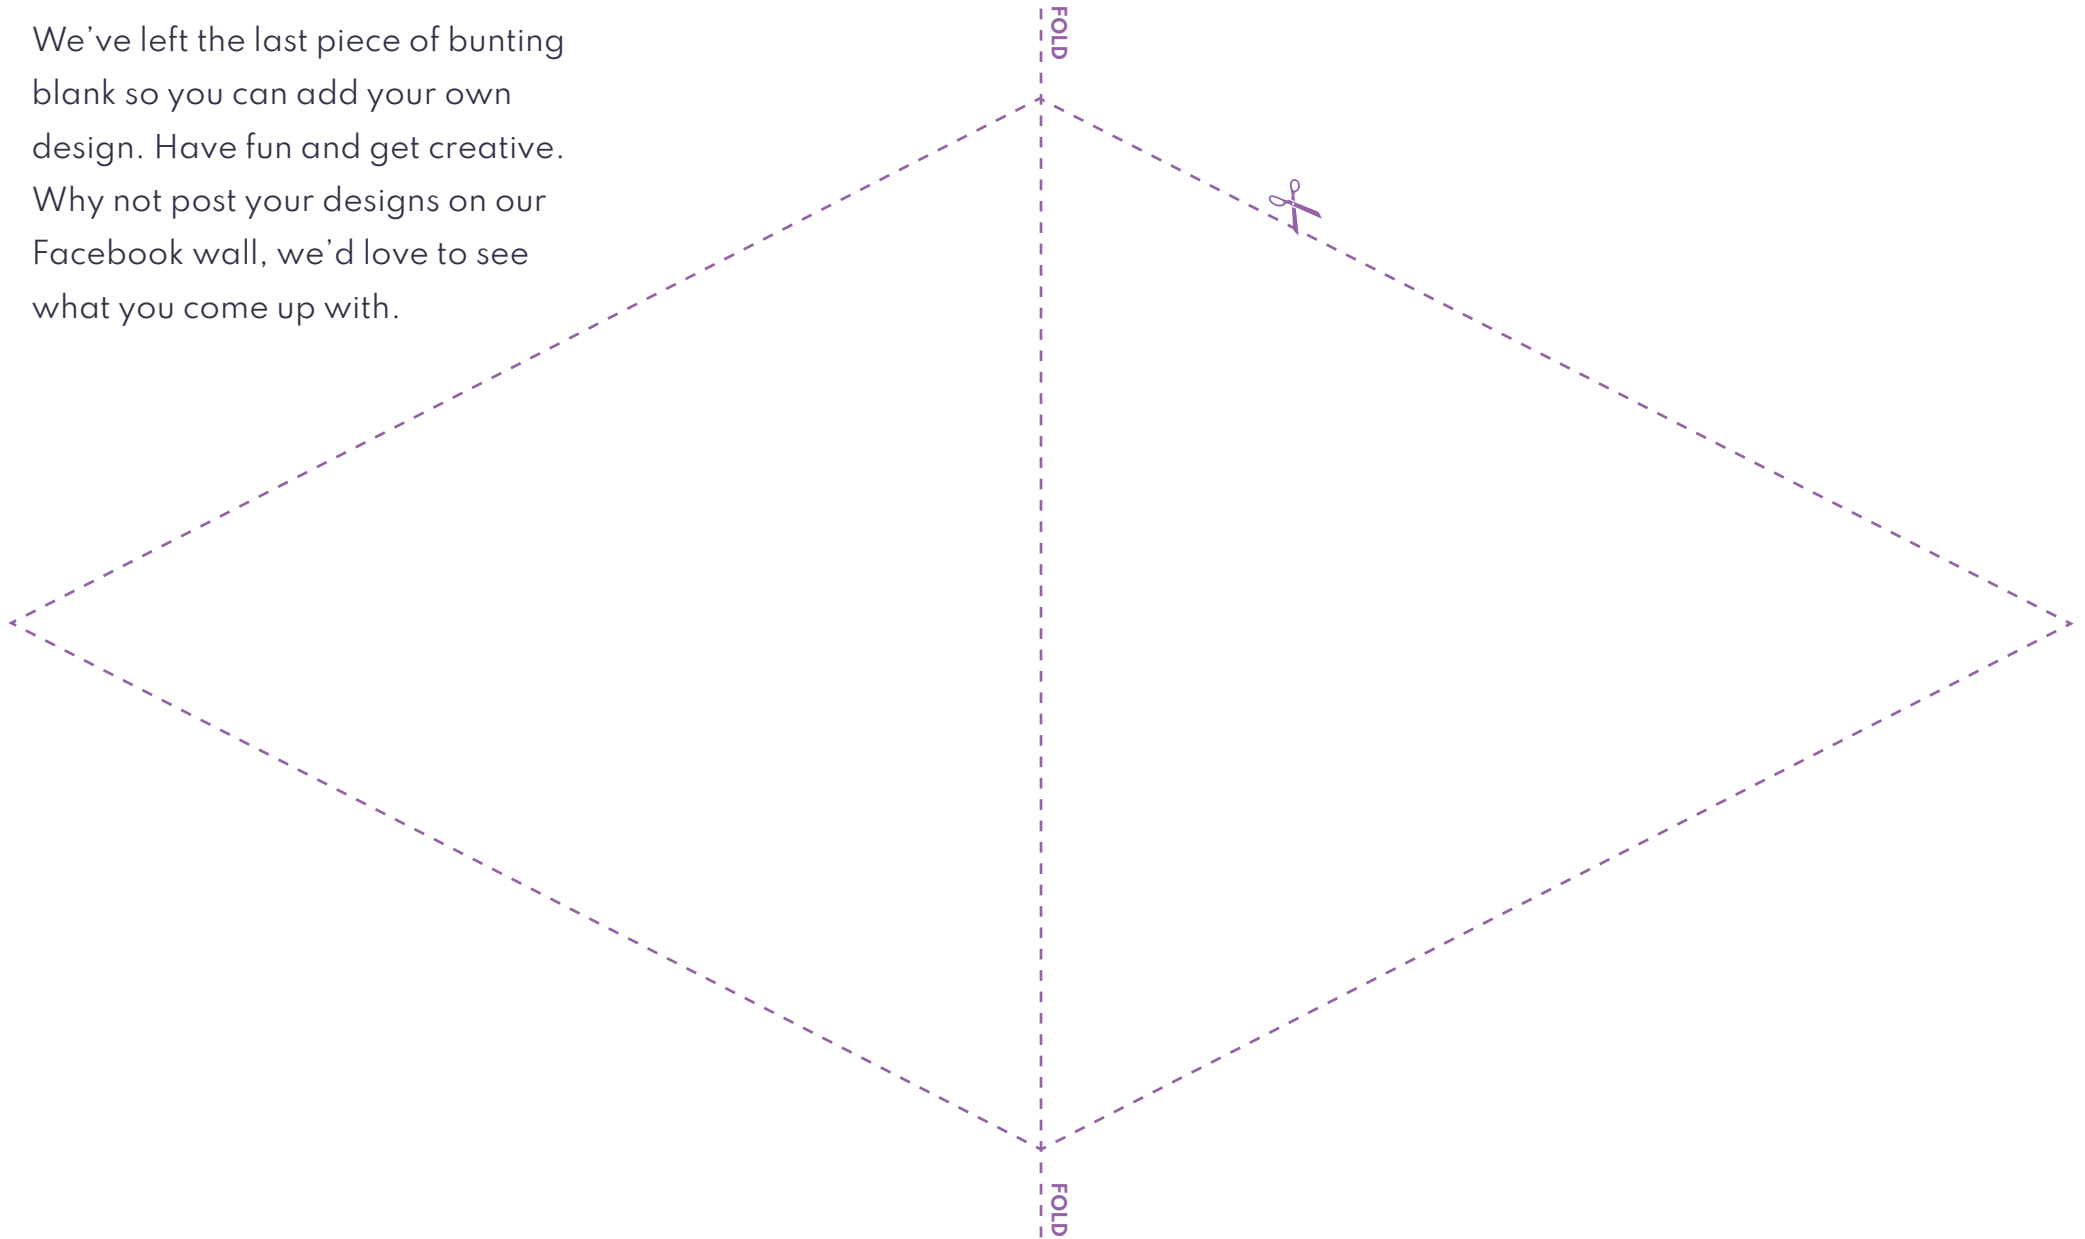 We’ve left the last piece of bunting
blank so you can add your own
design. Have fun and get creative.
Why not post your designs on our
Facebook wall, we’d love to see
what you come up with.
FOLD
FOLD